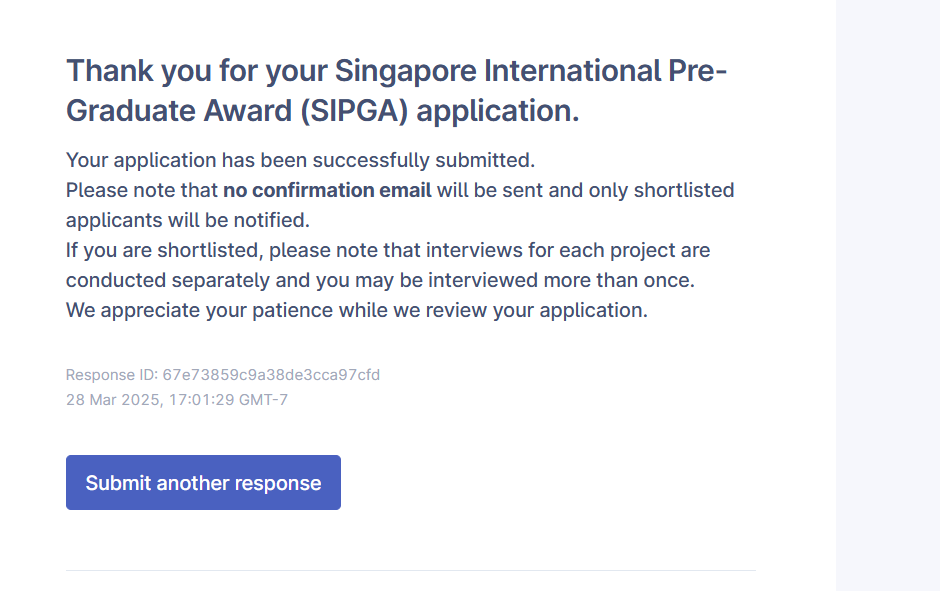 Thank you for your Singapore International Pre-
Graduate Award (SIPGA) application.
Your application has been successfully submitted.
Please note that no confirmation email will be sent and only shortlisted
applicants will be notified.
If you are shortlisted, please note that interviews for each project are
conducted separately and you may be interviewed more than once.
We appreciate your patience while we review your application.
Response ID: 67e73859c9a38de3cca97cfd
28 Mar 2025, 17:01:29 GMT-7
Submit another response